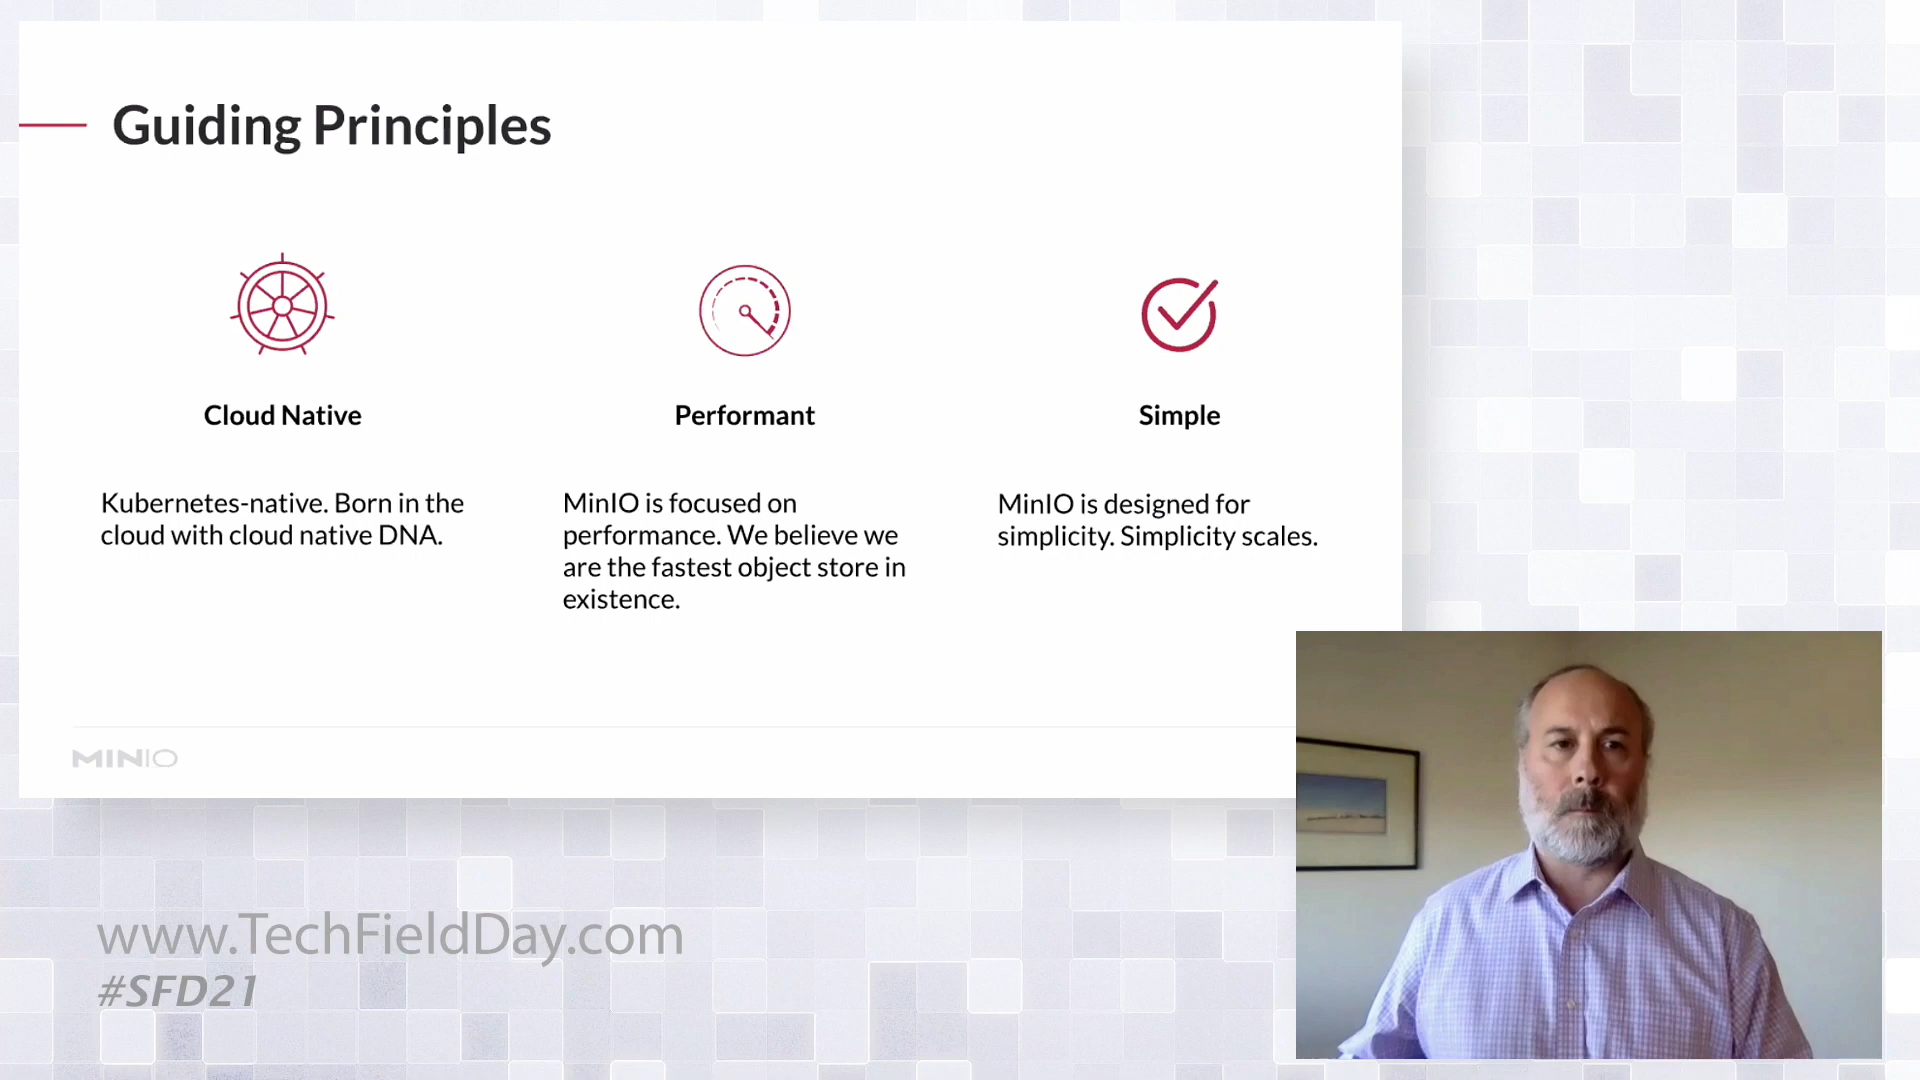 Guiding Principles
Cloud Native
Kubernetes-native. Born in the
cloud with cloud native DNA.
Performant
MinIO is focused on
performance. We believe we
are the fastest object store in
existence.
Simple
MinIO is designed for
simplicity. Simplicity scales.
MINIO
www.TechFieldDay.com
#SFD21